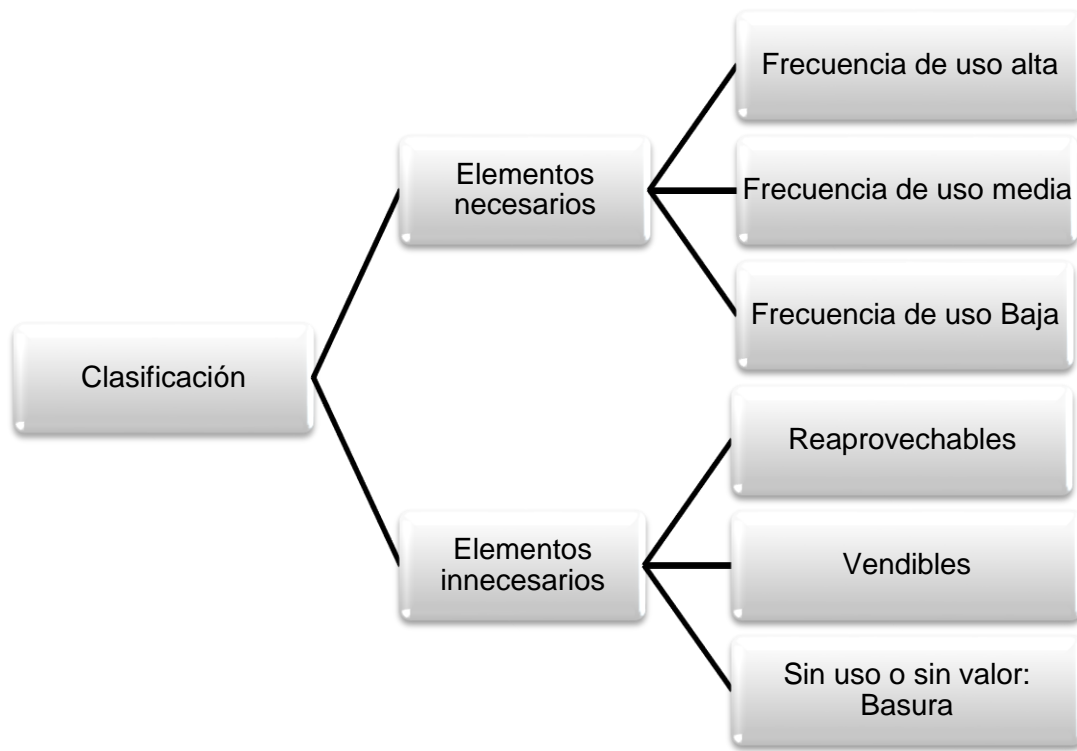 Clasificación
Elementos
necesarios
Frecuencia de uso alta
Frecuencia de uso media
Frecuencia de uso Baja
Elementos
innecesarios
Reaprovechables
Vendibles
Sin uso o sin valor:
Basura